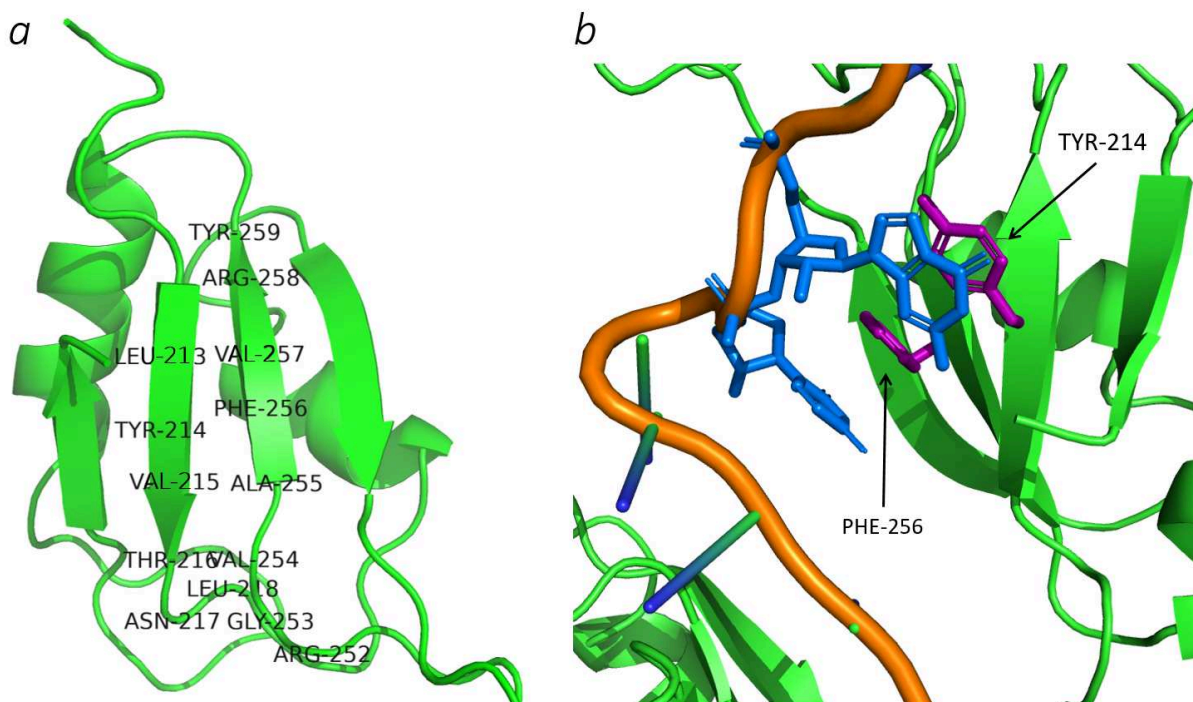 a
b
TYR-259
ARG-258
LEU-213
VAL-257
PHE-256
TYR-214
VAL-215
ALA-255
THR-216
VAL-254
LEU-218
ASN-217
GLY-253
ARG-252
TYR-214
PHE-256